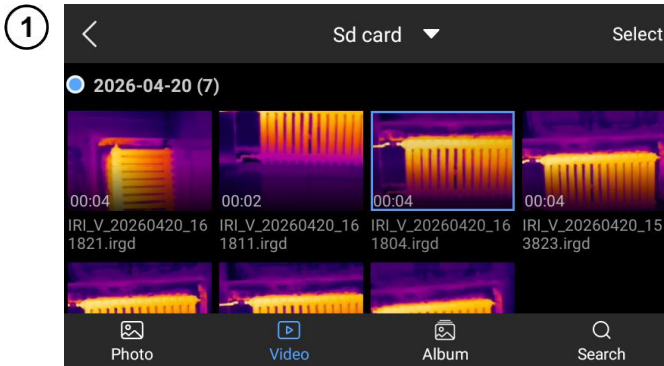 1
Sd card
Select
2026-04-20 (7)
00:04
00:02
00:04
00:04
IRI_V_20260420_16
1821.irgd
IRI_V_20260420_16
1811.irgd
IRI_V_20260420_16
1804.irgd
IRI_V_20260420_15
3823.irgd
Photo
Video
Album
Search